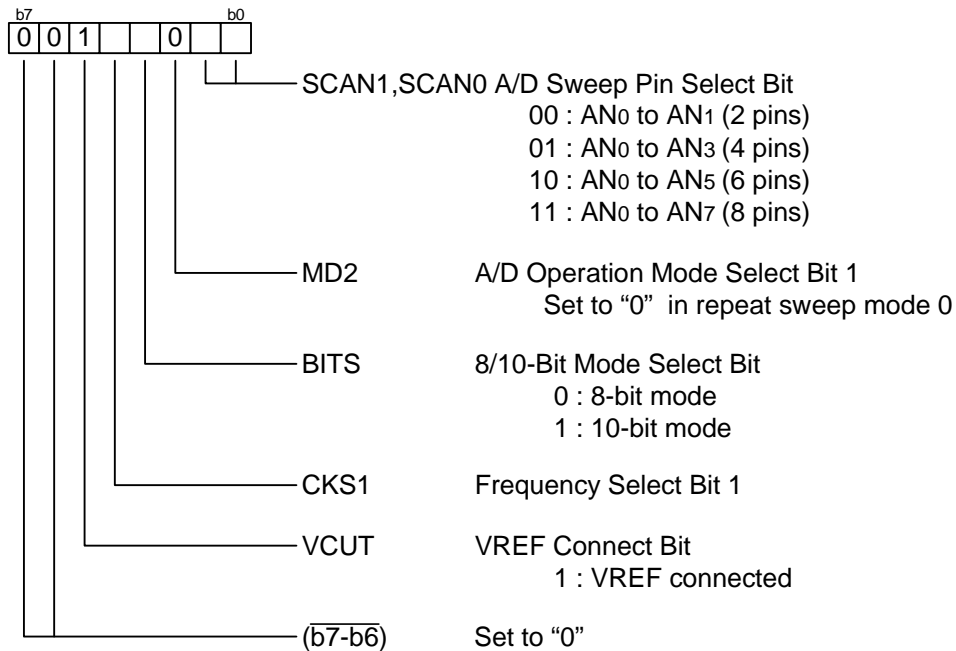 b7 b0
0 0 1 0
SCAN1,SCAN0 A/D Sweep Pin Select Bit
00 : AN0 to AN1 (2 pins)
01 : AN0 to AN3 (4 pins)
10 : AN0 to AN5 (6 pins)
11 : AN0 to AN7 (8 pins)
MD2 A/D Operation Mode Select Bit 1
Set to “0” in repeat sweep mode 0
BITS 8/10-Bit Mode Select Bit
0 : 8-bit mode
1 : 10-bit mode
CKS1 Frequency Select Bit 1
VCUT VREF Connect Bit
1 : VREF connected
(b7-b6) Set to “0”